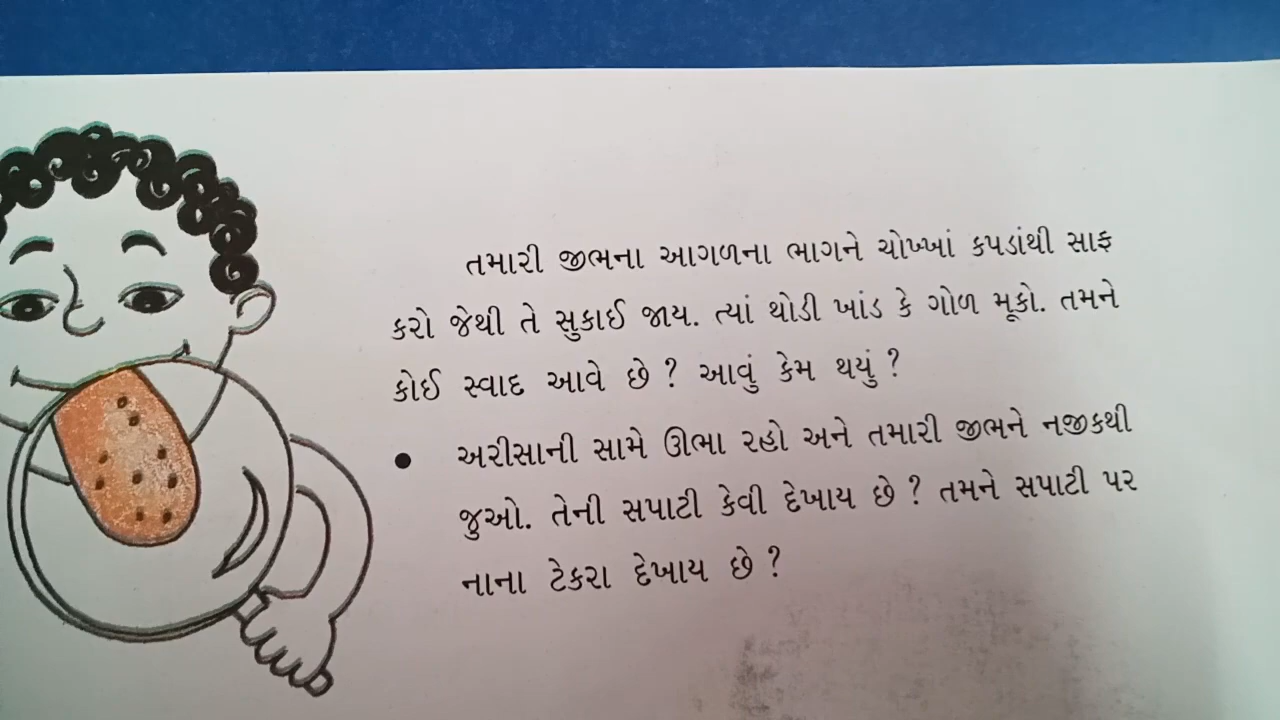 તમારી જીભના આગળના ભાગને ચોખ્ખાં કપડાંથી સાફ
કરો જેથી તે સુકાઈ જાય. ત્યાં થોડી ખાંડ કે ગોળ મૂકો. તમને
કોઈ સ્વાદ આવે છે ? આવું કેમ થયું ?
● અરીસાની સામે ઊભા રહો અને તમારી જીભને નજીકથી
જુઓ. તેની સપાટી કેવી દેખાય છે ? તમને સપાટી પર
નાના ટેકરા દેખાય છે ?